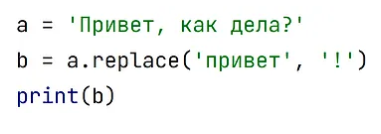 a = 'Привет, как дела?'
b = a.replace('привет', '!')
print(b)